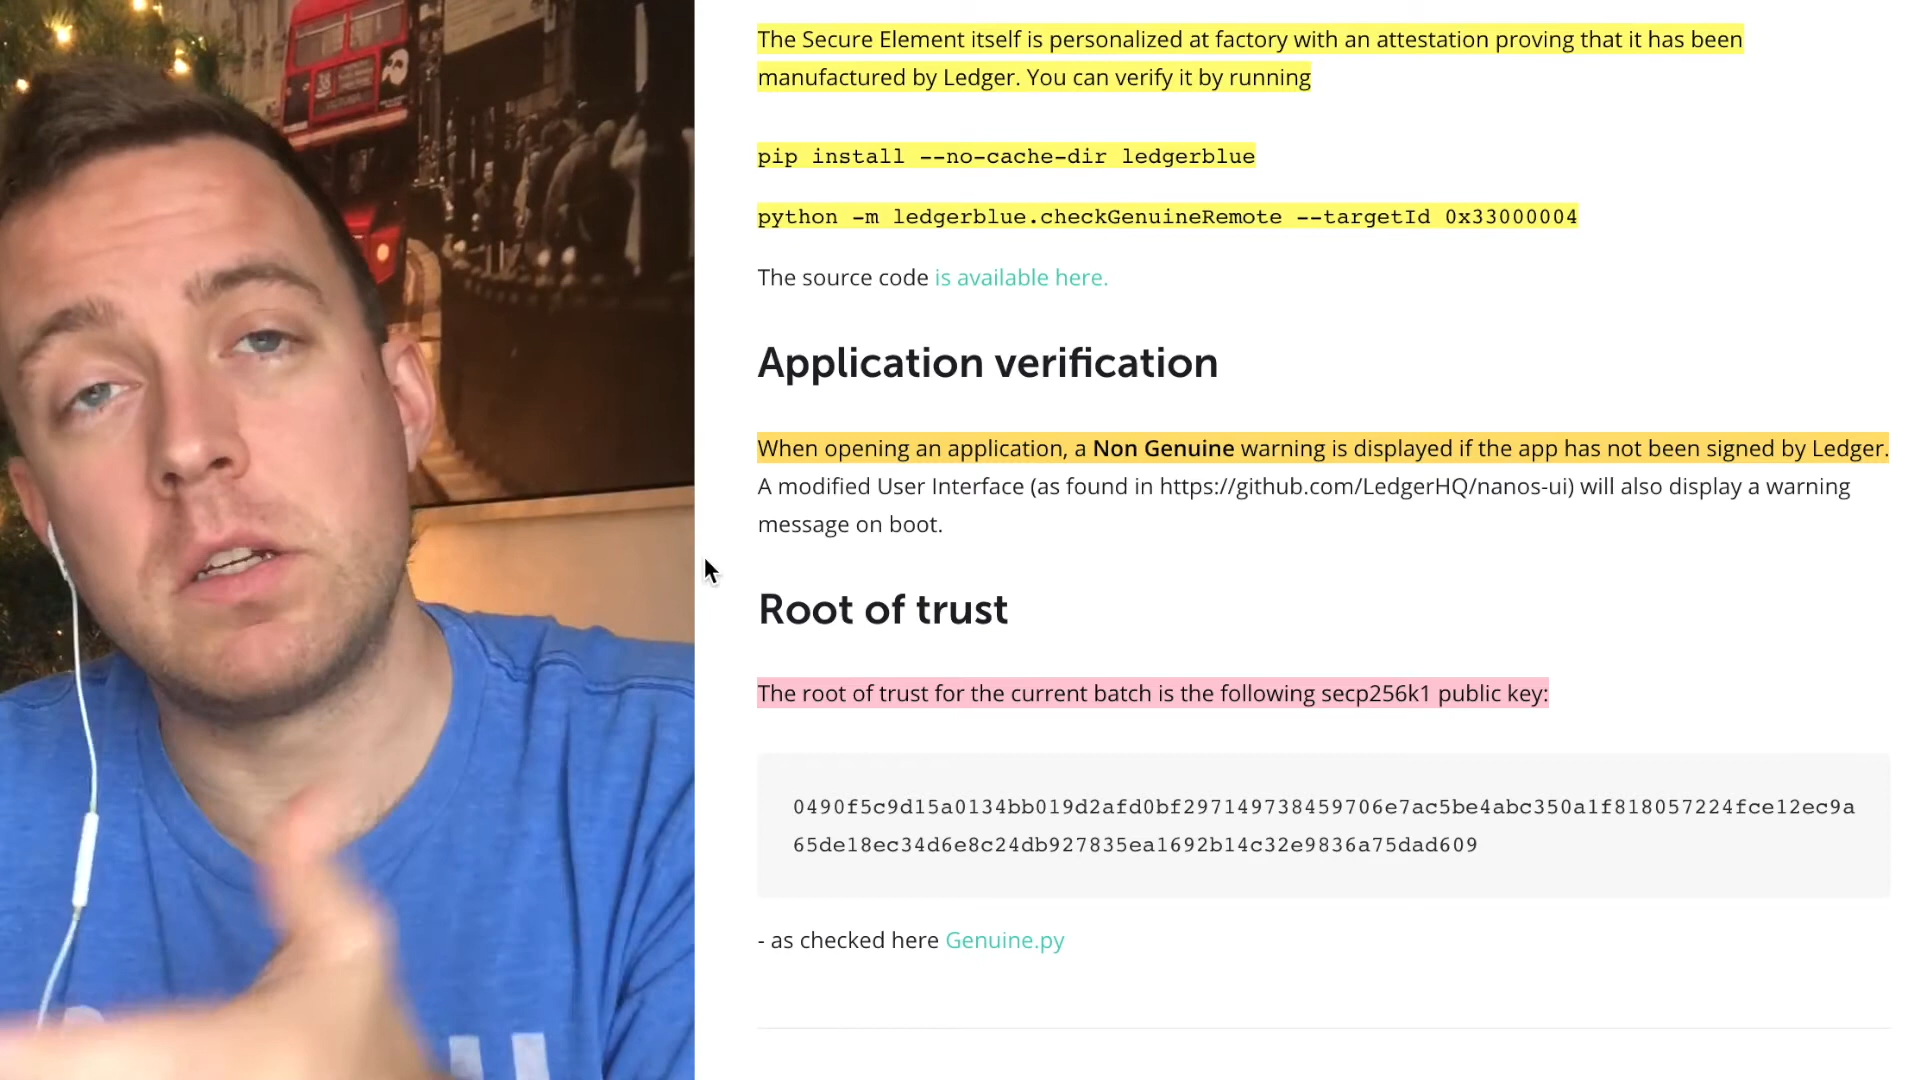 The Secure Element itself is personalized at factory with an attestation proving that it has been
manufactured by Ledger. You can verify it by running
pip install --no-cache-dir ledgerblue
python -m ledgerblue.checkGenuineRemote --targetId 0x33000004
The source code is available here.
Application verification
When opening an application, a Non Genuine warning is displayed if the app has not been signed by Ledger.
A modified User Interface (as found in https://github.com/LedgerHQ/nanos-ui) will also display a warning
message on boot.
Root of trust
The root of trust for the current batch is the following secp256k1 public key:
0490f5c9d15a0134bb019d2afd0bf297149738459706e7ac5be4abc350a1f818057224fce12ec9a
65de18ec34d6e8c24db927835ea1692b14c32e9836a75dad609
- as checked here Genuine.py